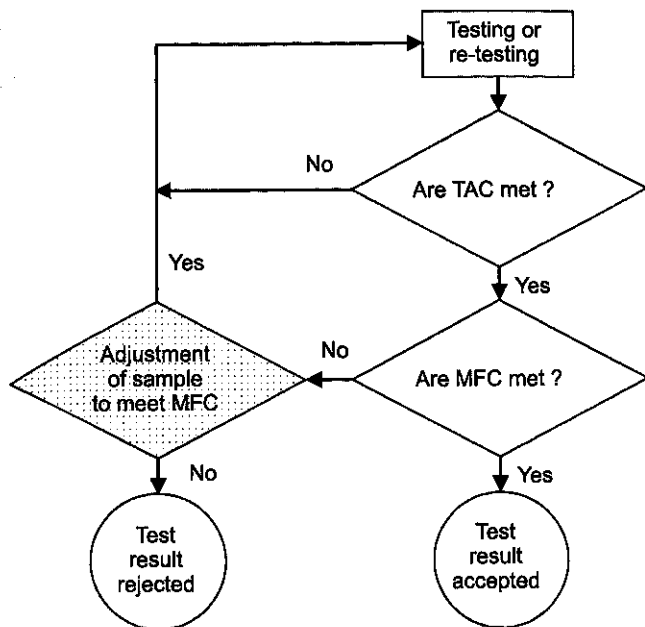 Testing or
re-testing
No
Are TAC met ?
Yes
Yes
Adjustment
of sample
to meet MFC
No
Are MFC met ?
No
Yes
Test
result
rejected
Test
result
accepted